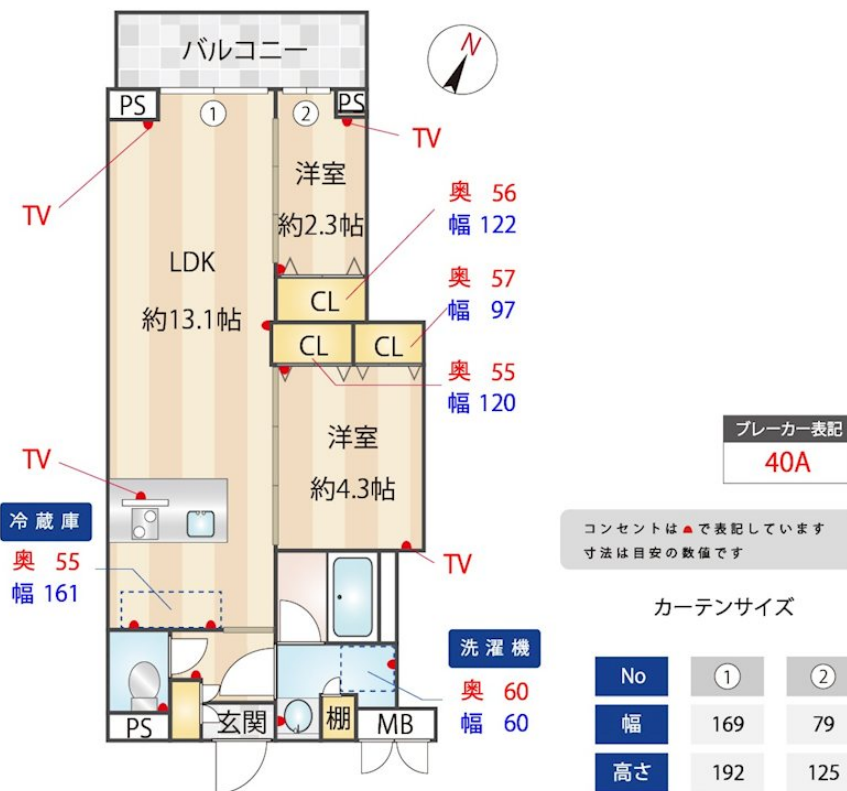 バルコニー
N
PS
①
②
PS
TV
TV
洋室
約2.3帖
奥 56
幅 122
LDK
約13.1帖
CL
奥 57
幅 97
CL
CL
奥 55
幅 120
洋室
約4.3帖
ブレーカー表記
40A
TV
冷蔵庫
奥 55
幅 161
コンセントは で表記しています
寸法は目安の数値です
TV
カーテンサイズ
洗濯機
奥 60
幅 60
No ① ②
幅 169 79
高さ 192 125
PS
玄関
棚
MB